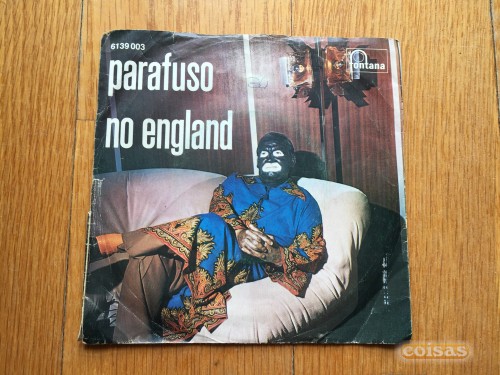 6139 003
parafuso
no england
fontana
coisas